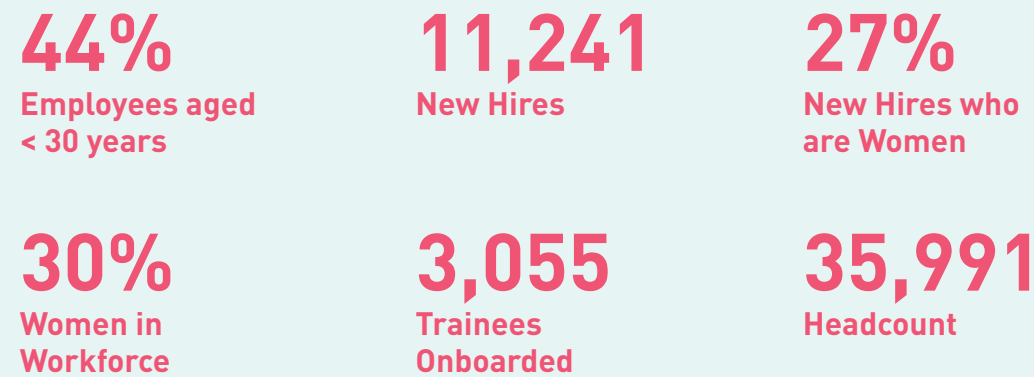 44%
Employees aged
< 30 years
11,241
New Hires
27%
New Hires who
are Women
30%
Women in
Workforce
3,055
Trainees
Onboarded
35,991
Headcount